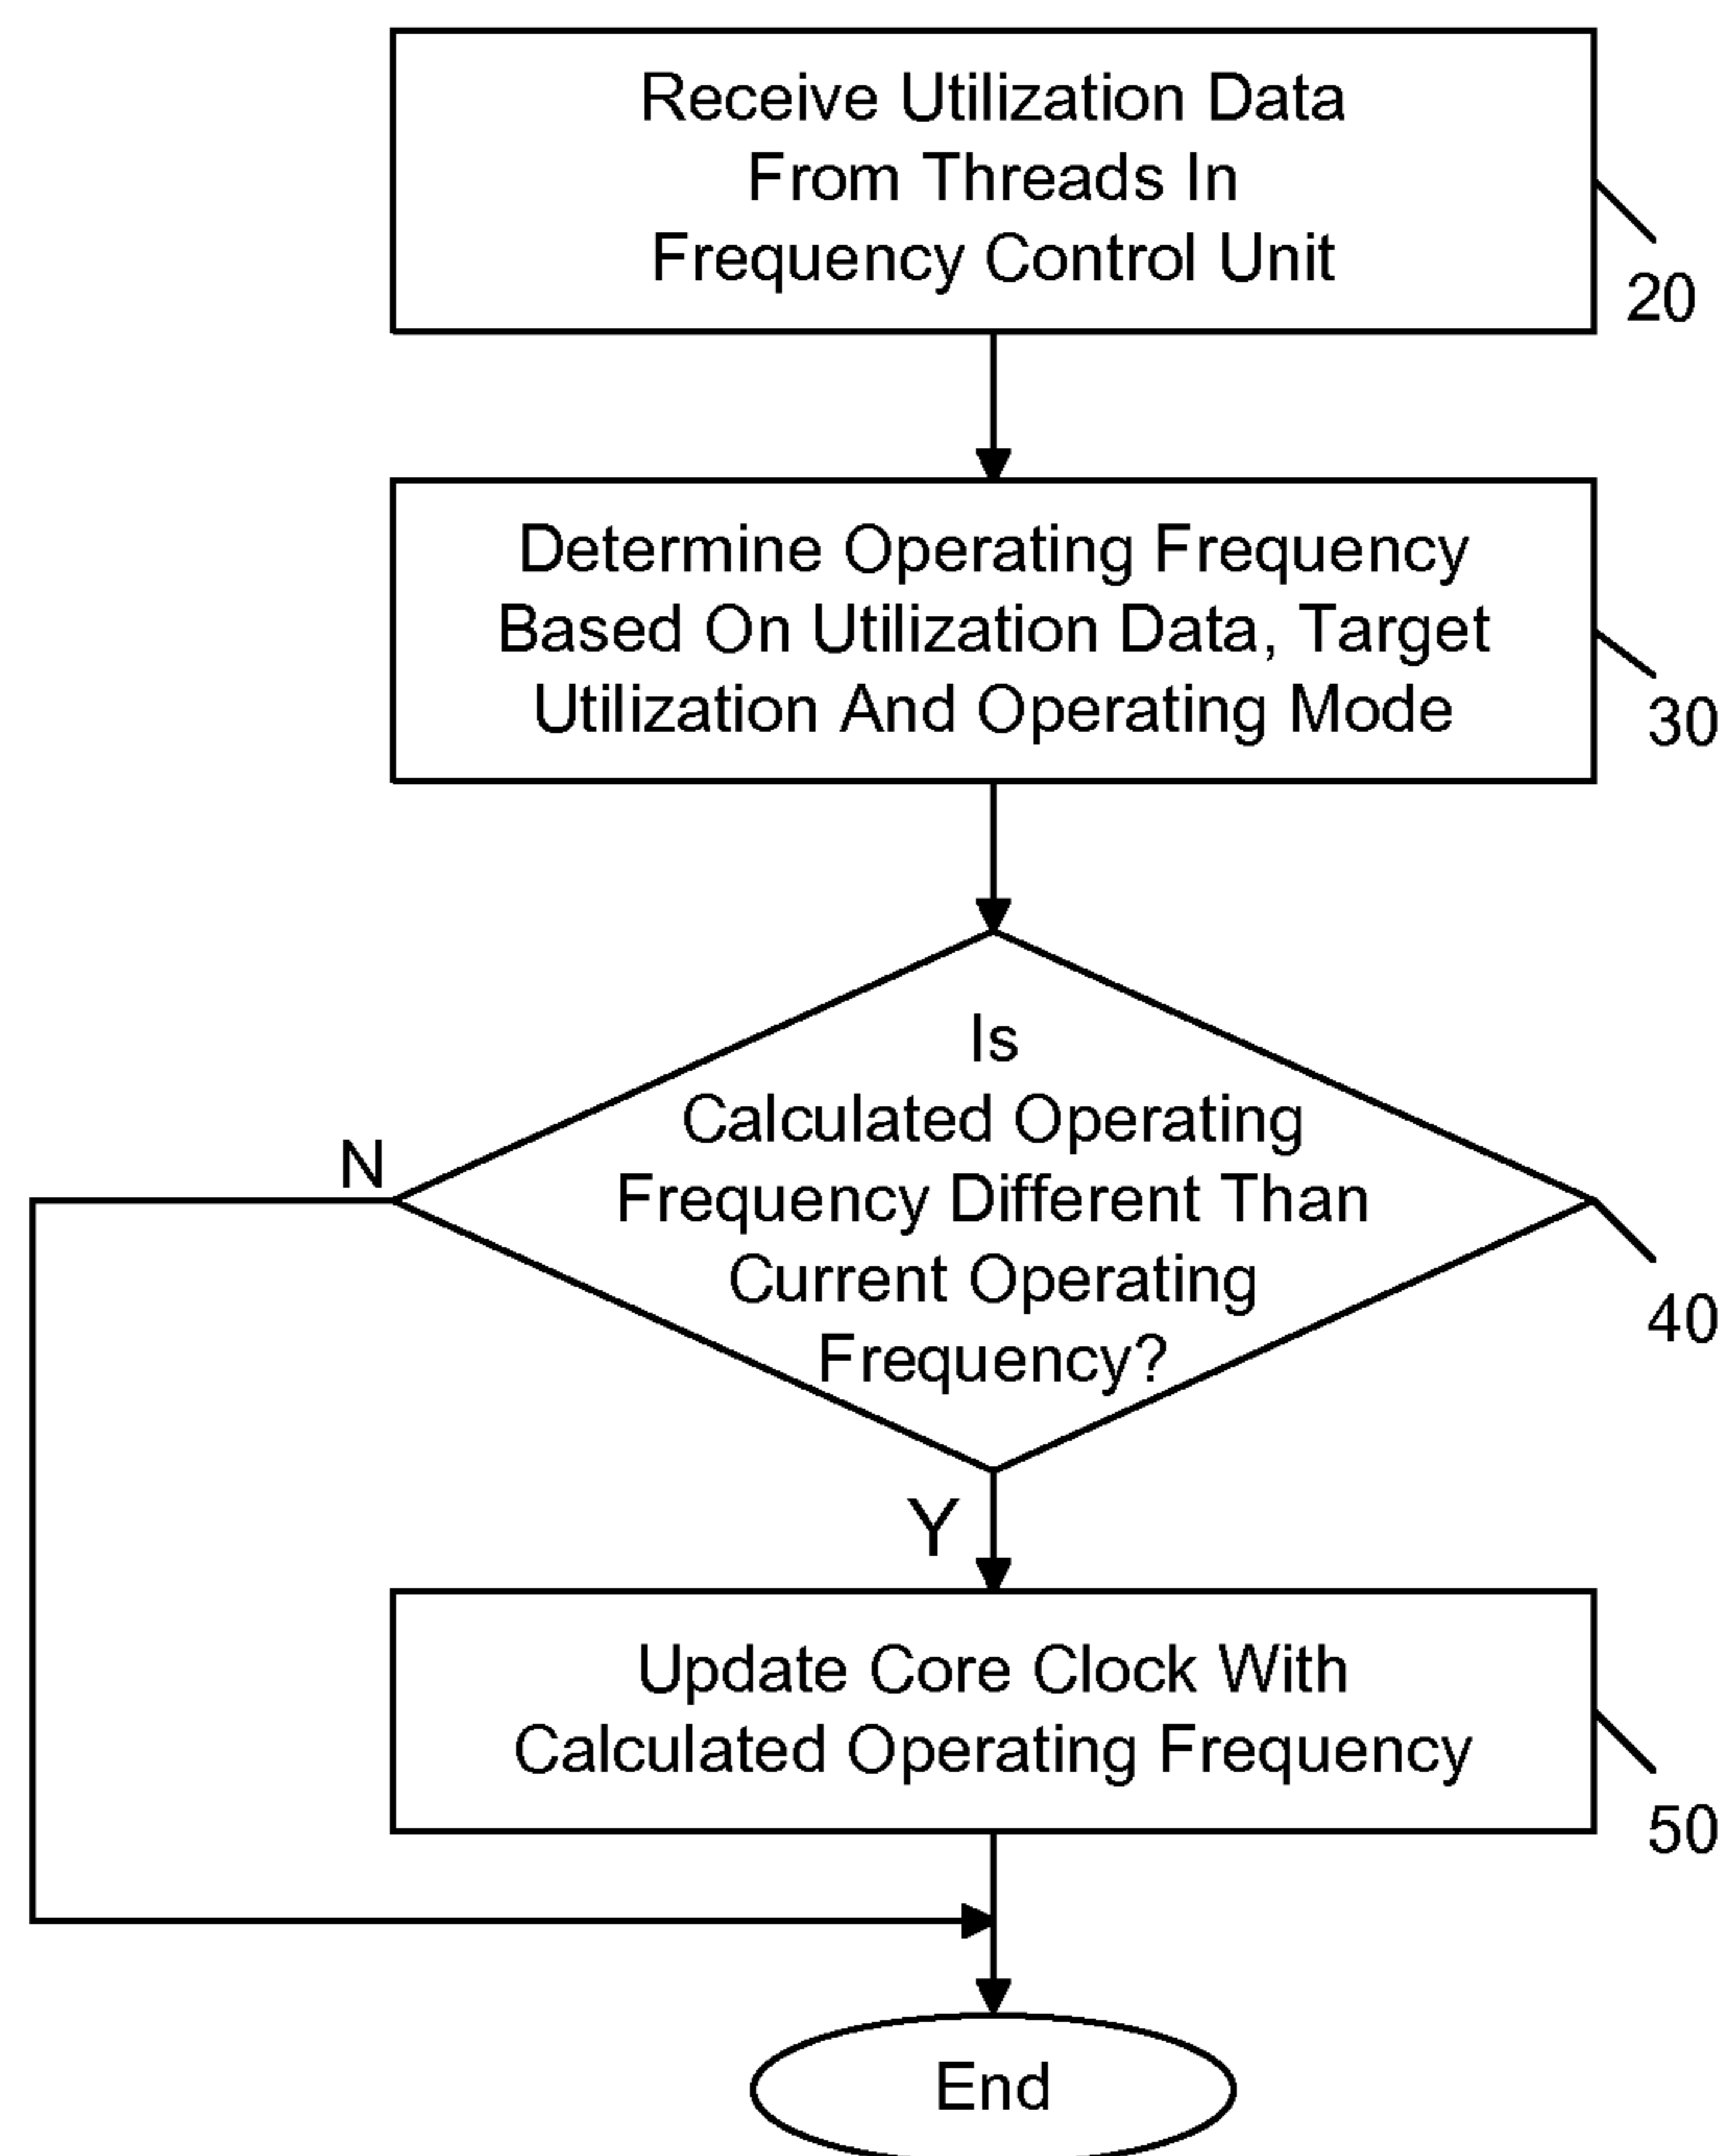 Receive Utilization Data
From Threads In
Frequency Control Unit
20
Determine Operating Frequency
Based On Utilization Data, Target
Utilization And Operating Mode
30
Is
Calculated Operating
Frequency Different Than
Current Operating
Frequency?
N
40
Y
Update Core Clock With
Calculated Operating Frequency
50
End